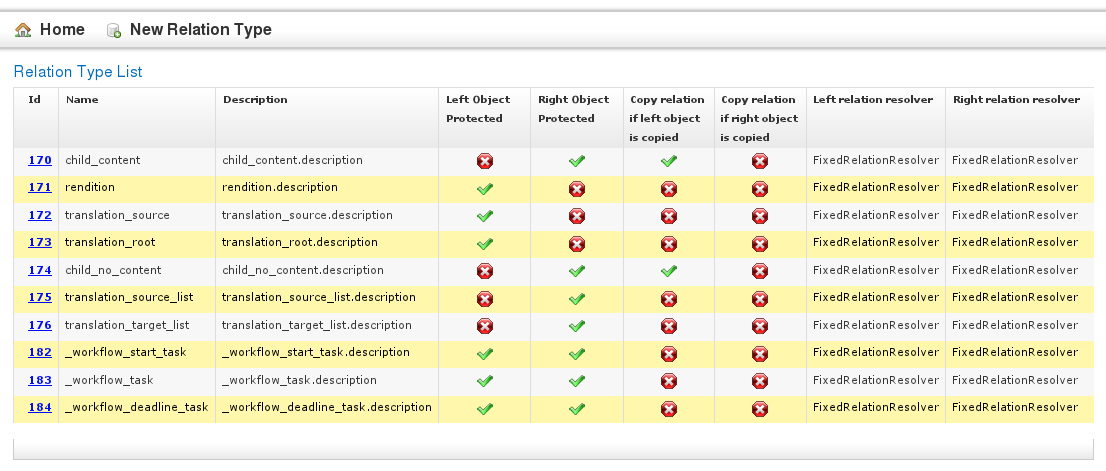 Home New Relation Type
Relation Type List
Id Name Description Left Object Protected Right Object Protected Copy relation if left object is copied Copy relation if right object is copied Left relation resolver Right relation resolver
170 child_content child_content.description FixedRelationResolver FixedRelationResolver
171 rendition rendition.description FixedRelationResolver FixedRelationResolver
172 translation_source translation_source.description FixedRelationResolver FixedRelationResolver
173 translation_root translation_root.description FixedRelationResolver FixedRelationResolver
174 child_no_content child_no_content.description FixedRelationResolver FixedRelationResolver
175 translation_source_list translation_source_list.description FixedRelationResolver FixedRelationResolver
176 translation_target_list translation_target_list.description FixedRelationResolver FixedRelationResolver
182 _workflow_start_task _workflow_start_task.description FixedRelationResolver FixedRelationResolver
183 _workflow_task _workflow_task.description FixedRelationResolver FixedRelationResolver
184 _workflow_deadline_task _workflow_deadline_task.description FixedRelationResolver FixedRelationResolver